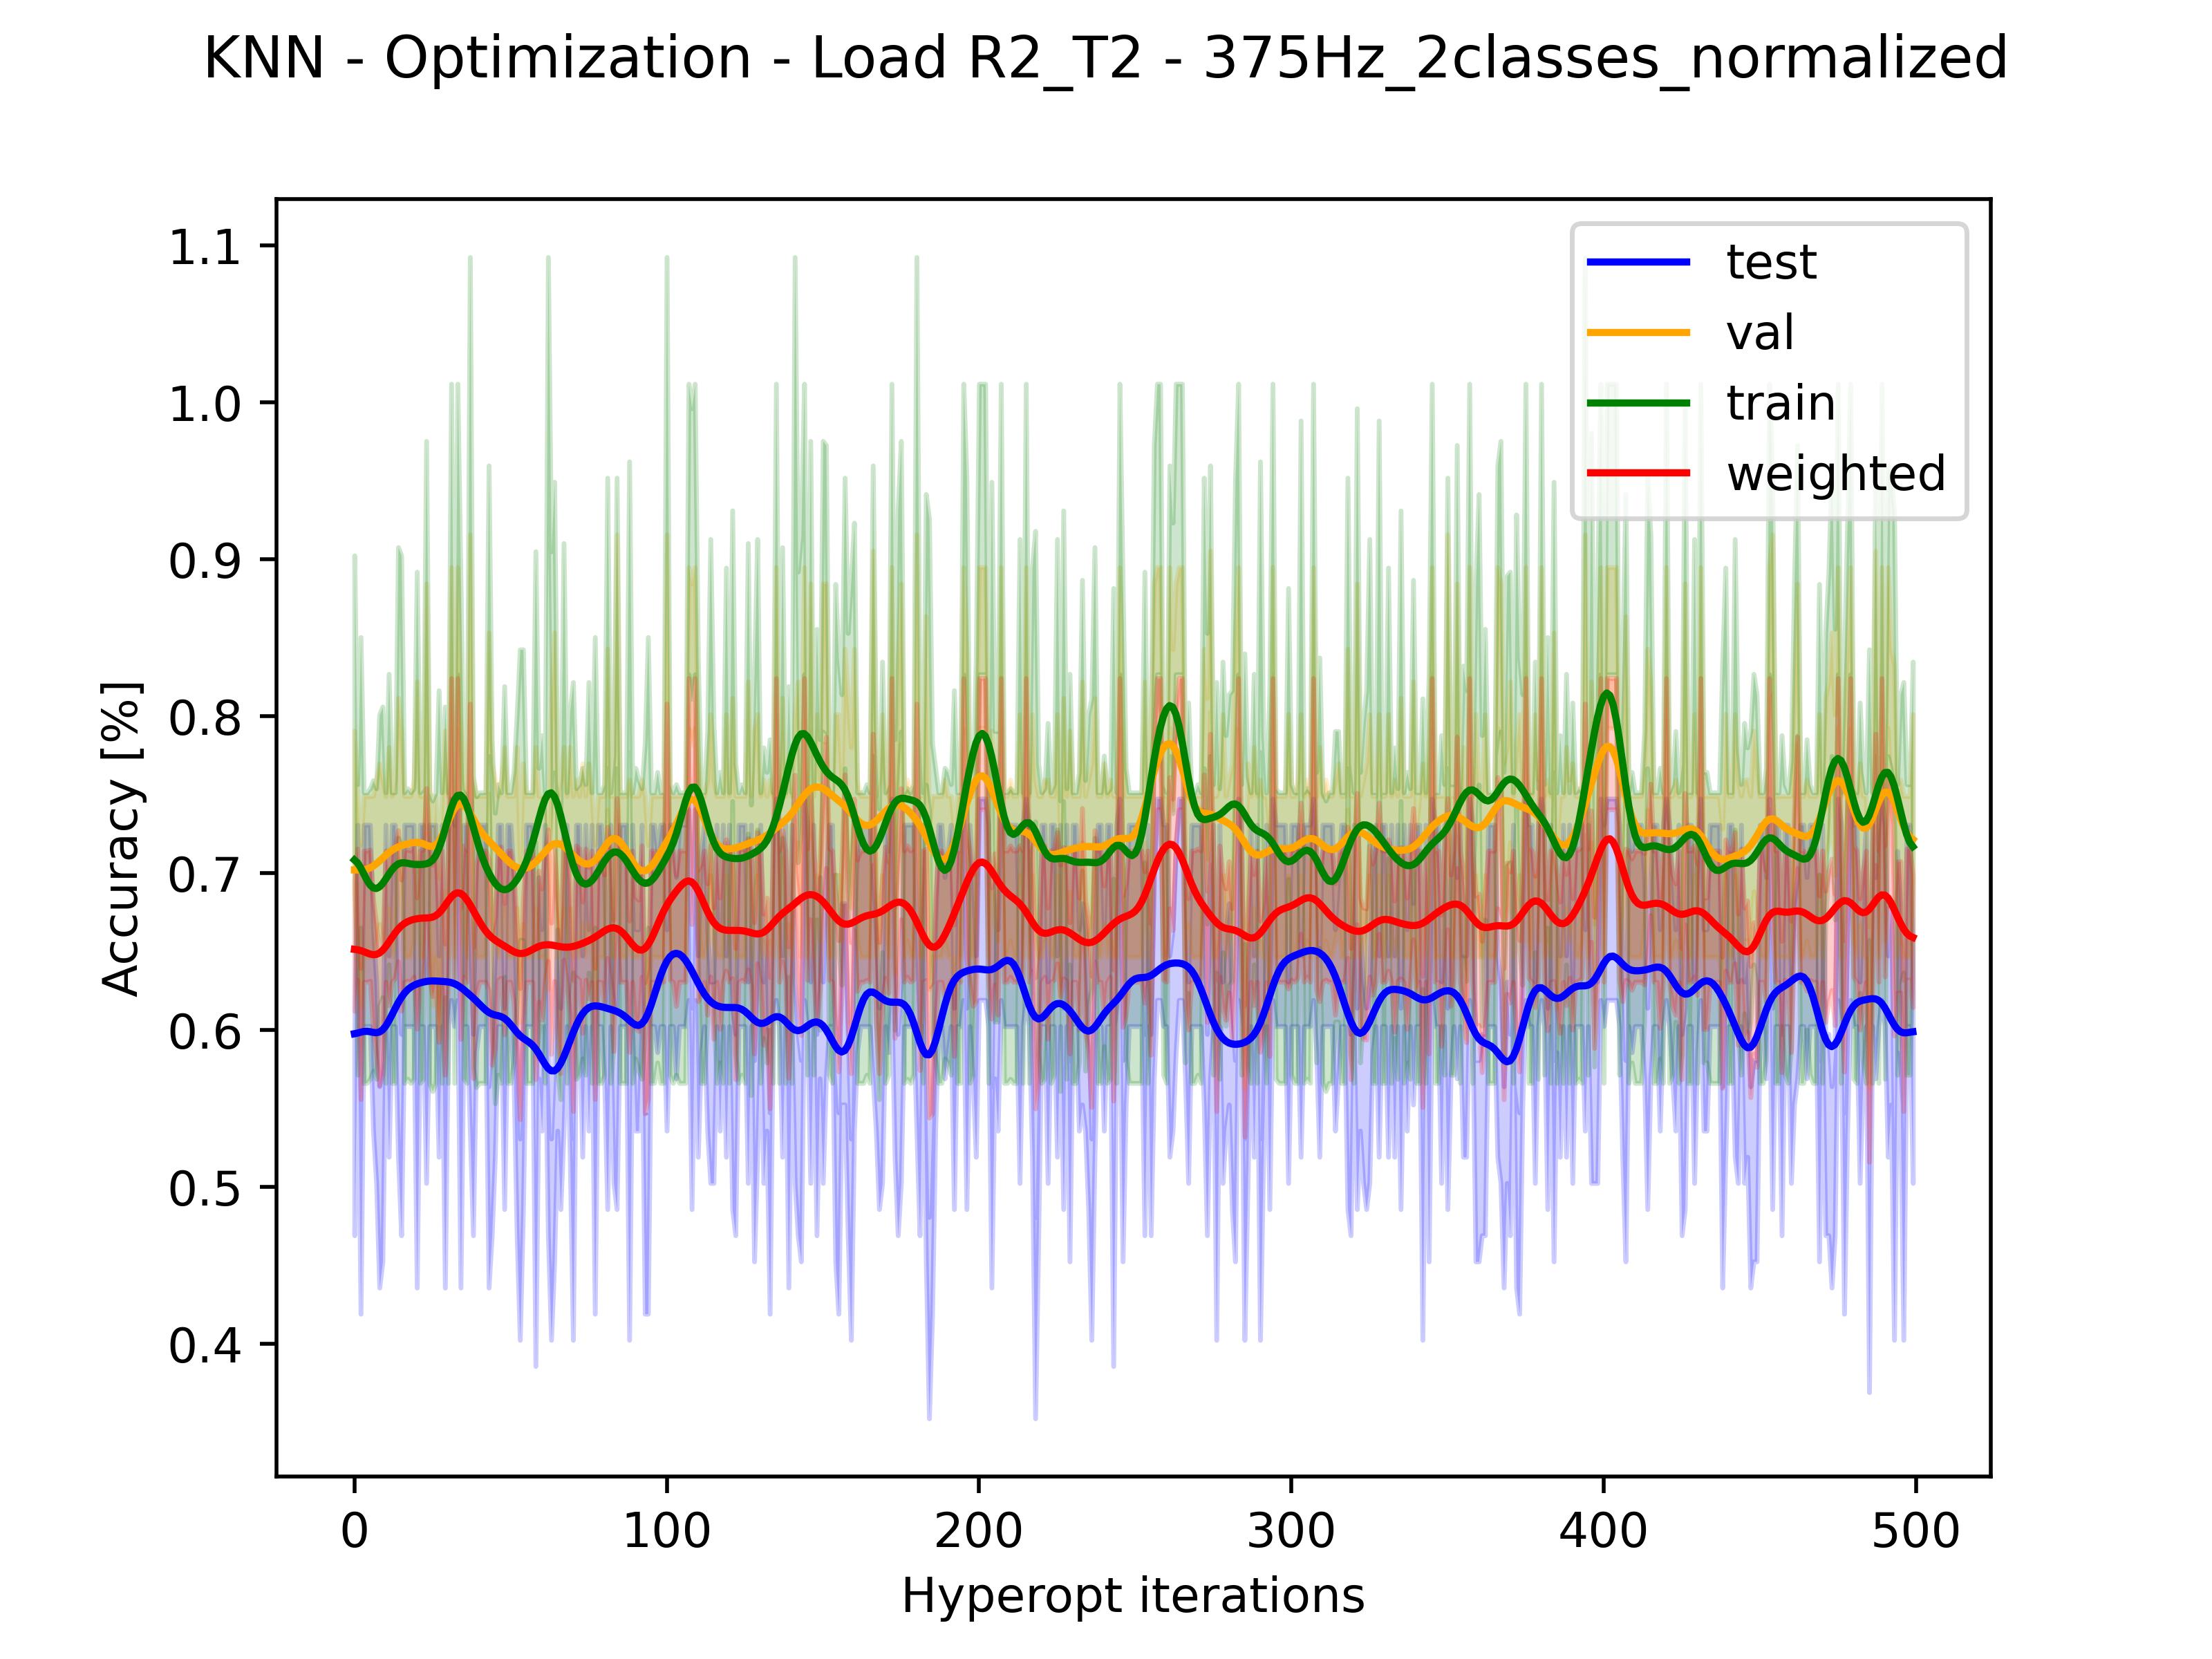 KNN - Optimization - Load R2_T2 - 375Hz_2classes_normalized
test
val
train
weighted
1.1
1.0
0.9
0.8
0.7
0.6
0.5
0.4
Accuracy [%]
0 100 200 300 400 500
Hyperopt iterations